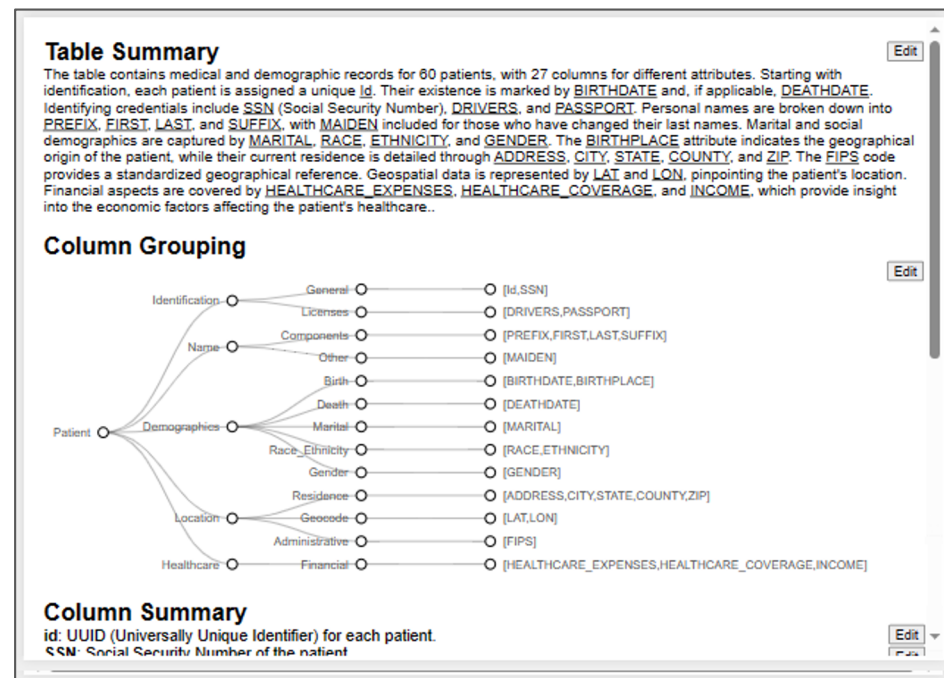 Table Summary
Edit
The table contains medical and demographic records for 60 patients, with 27 columns for different attributes. Starting with
identification, each patient is assigned a unique Id. Their existence is marked by BIRTHDATE and, if applicable, DEATHDATE.
Identifying credentials include SSN (Social Security Number), DRIVERS, and PASSPORT. Personal names are broken down into
PREFIX, FIRST, LAST, and SUFFIX, with MAIDEN included for those who have changed their last names. Marital and social
demographics are captured by MARITAL, RACE, ETHNICITY, and GENDER. The BIRTHPLACE attribute indicates the geographical
origin of the patient, while their current residence is detailed through ADDRESS, CITY, STATE, COUNTY, and ZIP. The FIPS code
provides a standardized geographical reference. Geospatial data is represented by LAT and LON, pinpointing the patient's location.
Financial aspects are covered by HEALTHCARE_EXPENSES, HEALTHCARE_COVERAGE, and INCOME, which provide insight
into the economic factors affecting the patient's healthcare..
Column Grouping
Edit
General [Id,SSN]
Identification
Licenses [DRIVERS,PASSPORT]
Components [PREFIX,FIRST,LAST,SUFFIX]
Name
Other [MAIDEN]
Birth [BIRTHDATE,BIRTHPLACE]
Death [DEATHDATE]
Demographics Marital [MARITAL]
Patient
Race_Ethnicity [RACE,ETHNICITY]
Gender [GENDER]
Residence [ADDRESS,CITY,STATE,COUNTY,ZIP]
Location Geocode [LAT,LON]
Administrative [FIPS]
Healthcare Financial [HEALTHCARE_EXPENSES,HEALTHCARE_COVERAGE,INCOME]
Column Summary
id: UUID (Universally Unique Identifier) for each patient.
Edit
SSN: Social Security Number of the patient
Edit